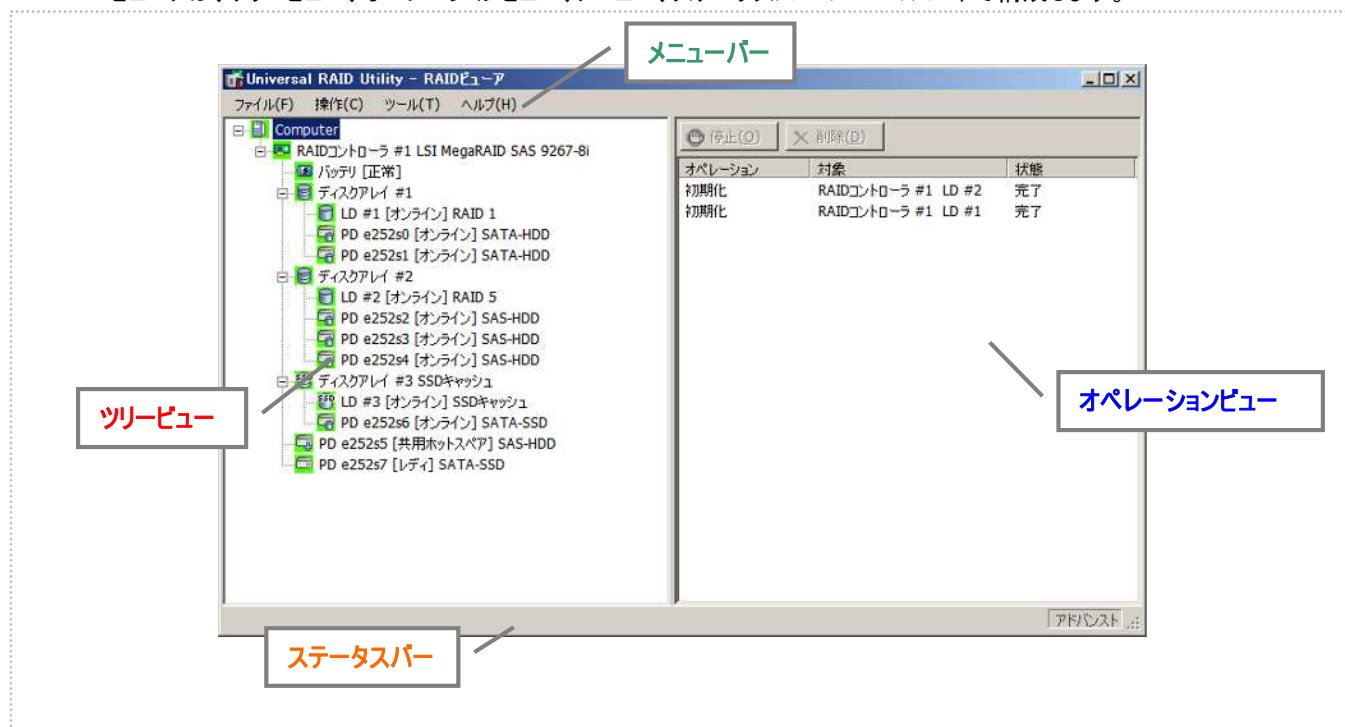 メニューバー
Universal RAID Utility - RAIDビューア
ファイル(F) 操作(C) ツール(T) ヘルプ(H)
Computer
RAIDコントローラ #1 LSI MegaRAID SAS 9267-8i
バッテリ [正常]
ディスクアレイ #1
LD #1 [オンライン] RAID 1
PD e252s0 [オンライン] SATA-HDD
PD e252s1 [オンライン] SATA-HDD
ディスクアレイ #2
LD #2 [オンライン] RAID 5
PD e252s2 [オンライン] SAS-HDD
PD e252s3 [オンライン] SAS-HDD
PD e252s4 [オンライン] SAS-HDD
ディスクアレイ #3 SSDキャッシュ
LD #3 [オンライン] SSDキャッシュ
PD e252s6 [オンライン] SATA-SSD
PD e252s5 [共用ホットスペア] SAS-HDD
PD e252s7 [レディ] SATA-SSD
停止(O) 削除(D)
オペレーション 対象 状態
初期化 RAIDコントローラ #1 LD #2 完了
初期化 RAIDコントローラ #1 LD #1 完了
ツリービュー
オペレーションビュー
アドバンスト
ステータスバー